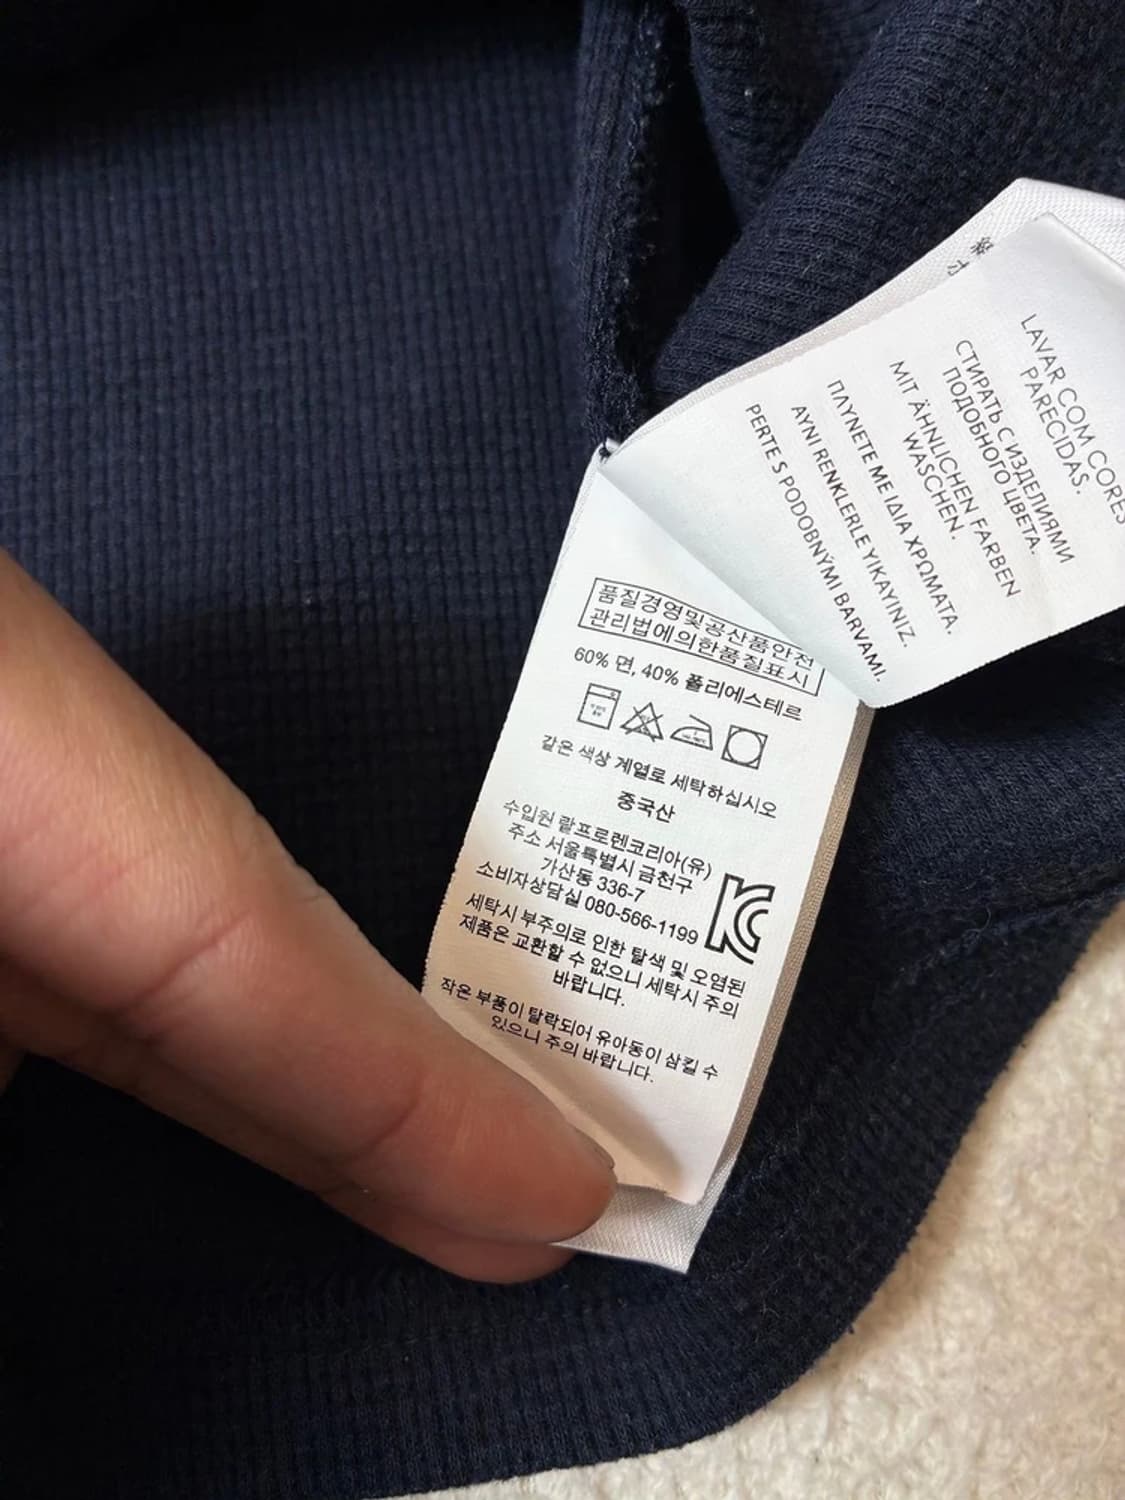 LAVAR COM CORES
PARECIDAS.
СТИРАТЬ С ИЗДЕЛИЯМИ
ПОДОБНОГО ЦВЕТА.
MIT ÄHNLICHEN FARBEN
WASCHEN.
ΠΛΥΝΕΤΕ ΜΕ ΙΔΙΑ ΧΡΩΜΑΤΑ.
AYNI RENKLERLE YIKAYINIZ.
PERTE S PODOBNÝMI BARVAMI.
품질경영및공산품안전
관리법에의한품질표시
60% 면, 40% 폴리에스테르
같은 색상 계열로 세탁하십시오
중국산
수입원 랄프로렌코리아(유)
주소 서울특별시 금천구
가산동 336-7
소비자상담실 080-566-1199
세탁시 부주의로 인한 탈색 및 오염된
제품은 교환할 수 없으니 세탁시 주의
바랍니다.
작은 부품이 탈락되어 유아동이 삼킬 수
있으니 주의 바랍니다.